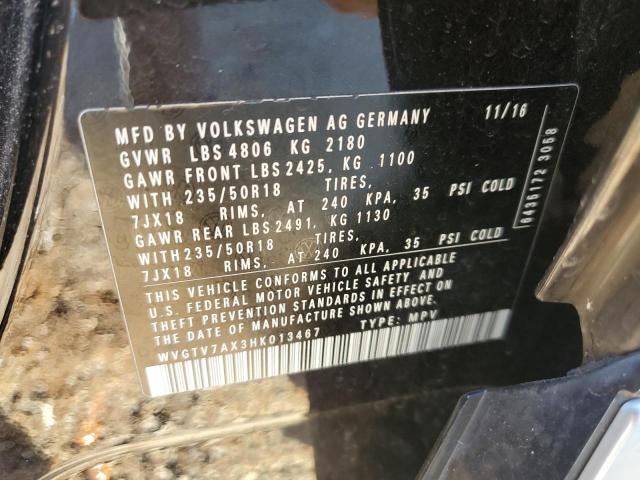 MFD BY VOLKSWAGEN AG GERMANY 11/16
GVWR LBS 4806 KG 2180
GAWR FRONT LBS 2425, KG 1100
WITH 235/50R18 TIRES,
7JX18 RIMS, AT 240 KPA, 35 PSI COLD
GAWR REAR LBS 2491, KG 1130
WITH 235/50R18 TIRES,
7JX18 RIMS, AT 240 KPA, 35 PSI COLD
THIS VEHICLE CONFORMS TO ALL APPLICABLE
U.S. FEDERAL MOTOR VEHICLE SAFETY AND
THEFT PREVENTION STANDARDS IN EFFECT ON
THE DATE OF MANUFACTURE SHOWN ABOVE.
WVGTV7AX3HK013467 TYPE: MPV
6435172 3058